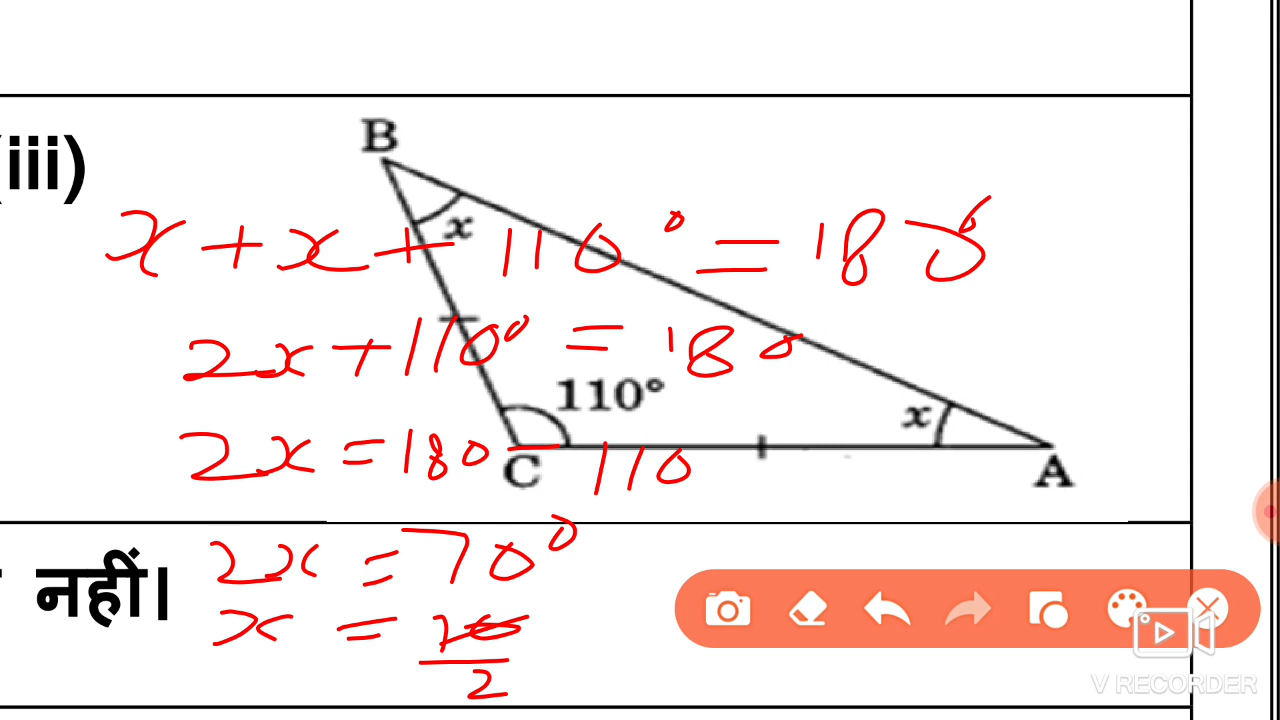 B
(iii)
x
x + x + 110° = 180
2x + 110° = 180
110°
x
2x = 180 - 110
C
A
2x = 70°
नहीं।
x = 70/2
V RECORDER